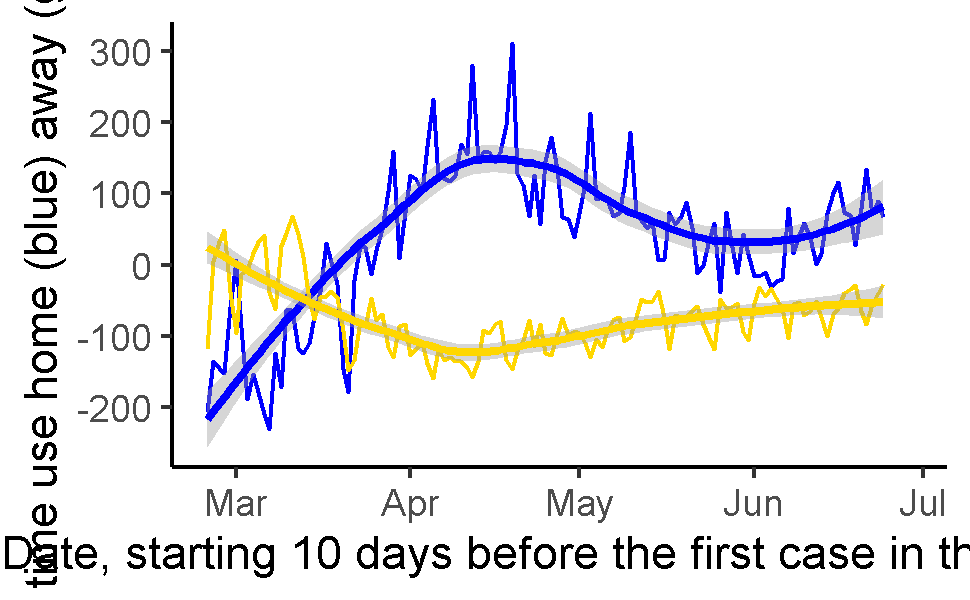 time use home (blue) away (
300
200
100
0
-100
-200
Mar Apr May Jun Jul
Date, starting 10 days before the first case in th